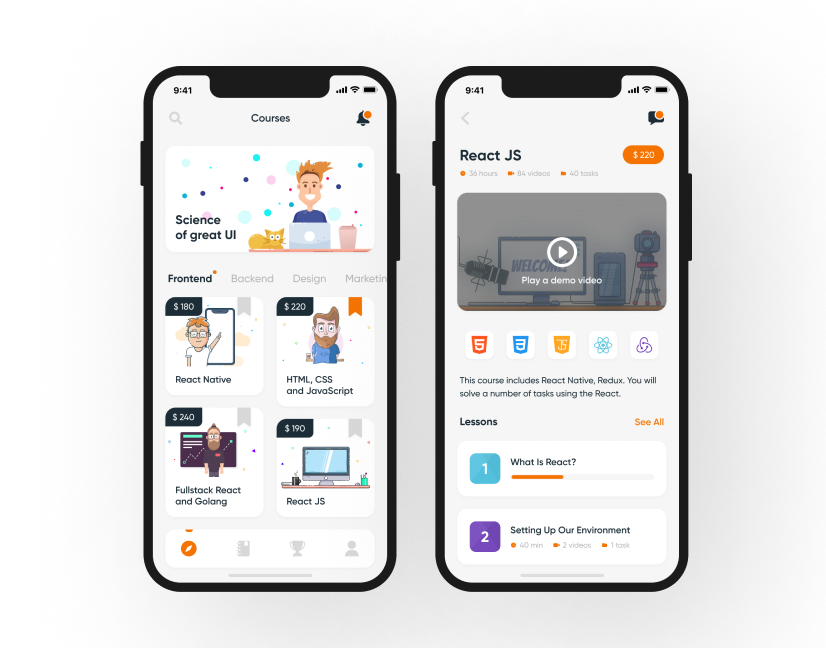 9:41
Courses
Science
of great UI
Frontend Backend Design Marketin
$ 180
React Native
$ 220
HTML, CSS
and JavaScript
$ 240
Fullstack React
and Golang
$ 190
React JS
9:41
React JS
$ 220
36 hours 84 videos 40 tasks
WELCOME
Play a demo video
5
3
JS
This course includes React Native, Redux. You will
solve a number of tasks using the React.
Lessons See All
1
What Is React?
2
Setting Up Our Environment
40 min 2 videos 1 task